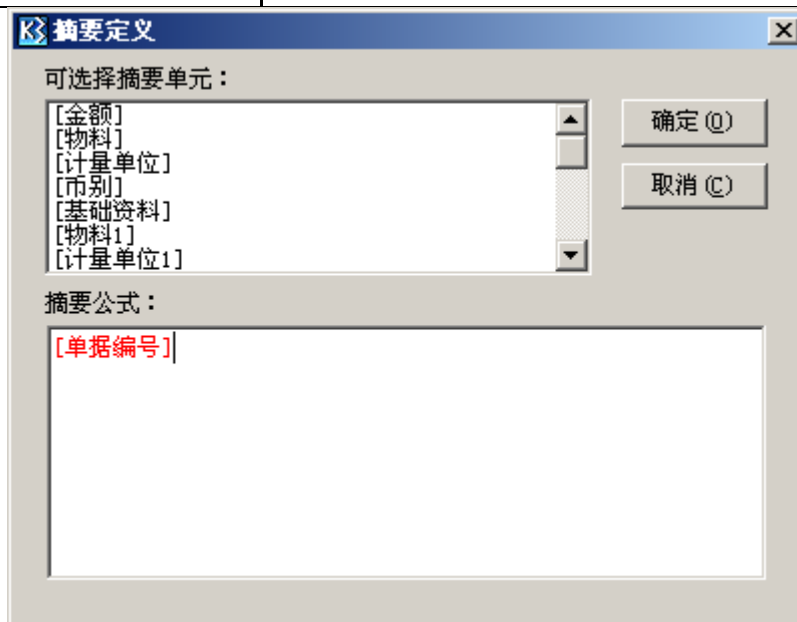 K3 摘要定义
可选择摘要单元：
[金额]
[物料]
[计量单位]
[币别]
[基础资料]
[物料1]
[计量单位1]
确定(O)
取消(C)
摘要公式：
[单据编号]